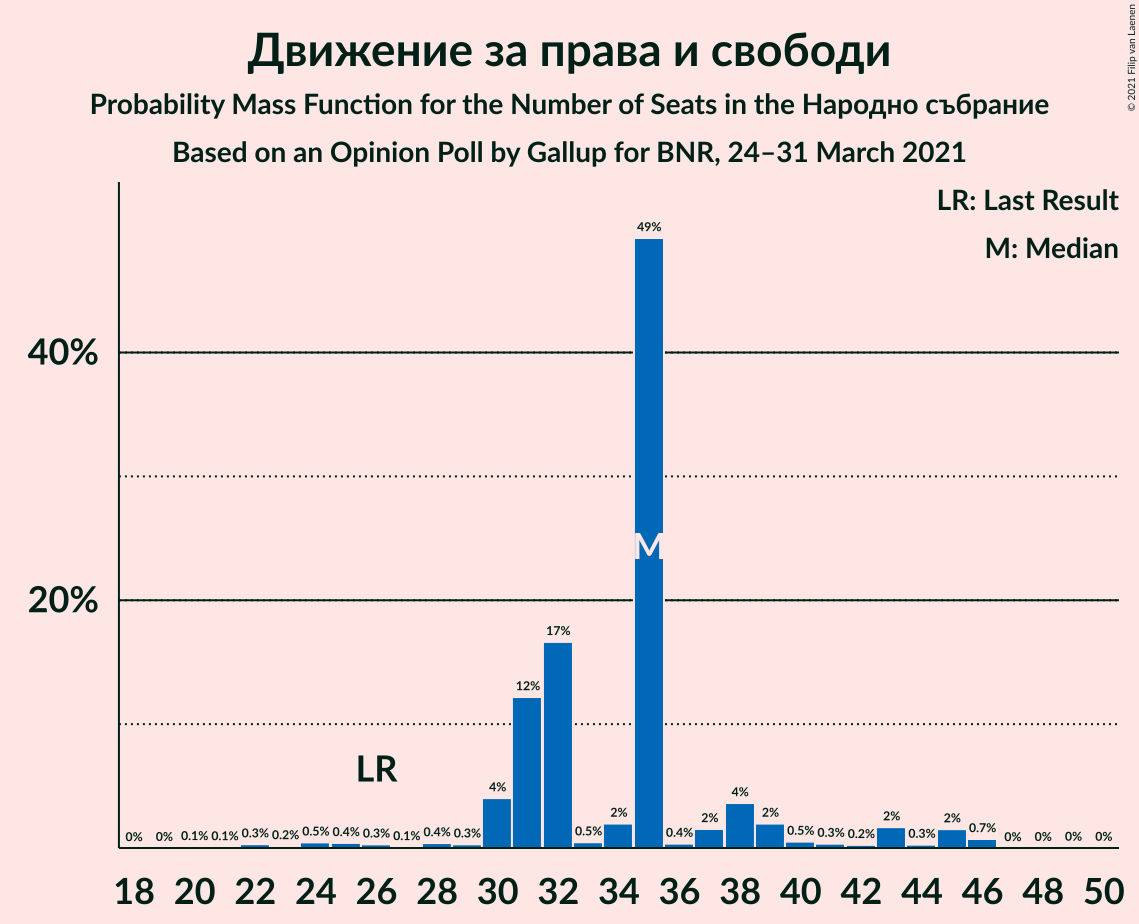 Движение за права и свободи
Probability Mass Function for the Number of Seats in the Народно събрание
Based on an Opinion Poll by Gallup for BNR, 24–31 March 2021
© 2021 Filip van Laenen
LR: Last Result
M: Median
49%
40%
M
20%
17%
12%
LR
0% 0% 0.1% 0.1% 0.3% 0.2% 0.5% 0.4% 0.3% 0.1% 0.4% 0.3% 4% 0.5% 2% 0.4% 2% 4% 2% 0.5% 0.3% 0.2% 2% 0.3% 2% 0.7% 0% 0% 0% 0%
18 20 22 24 26 28 30 32 34 36 38 40 42 44 46 48 50